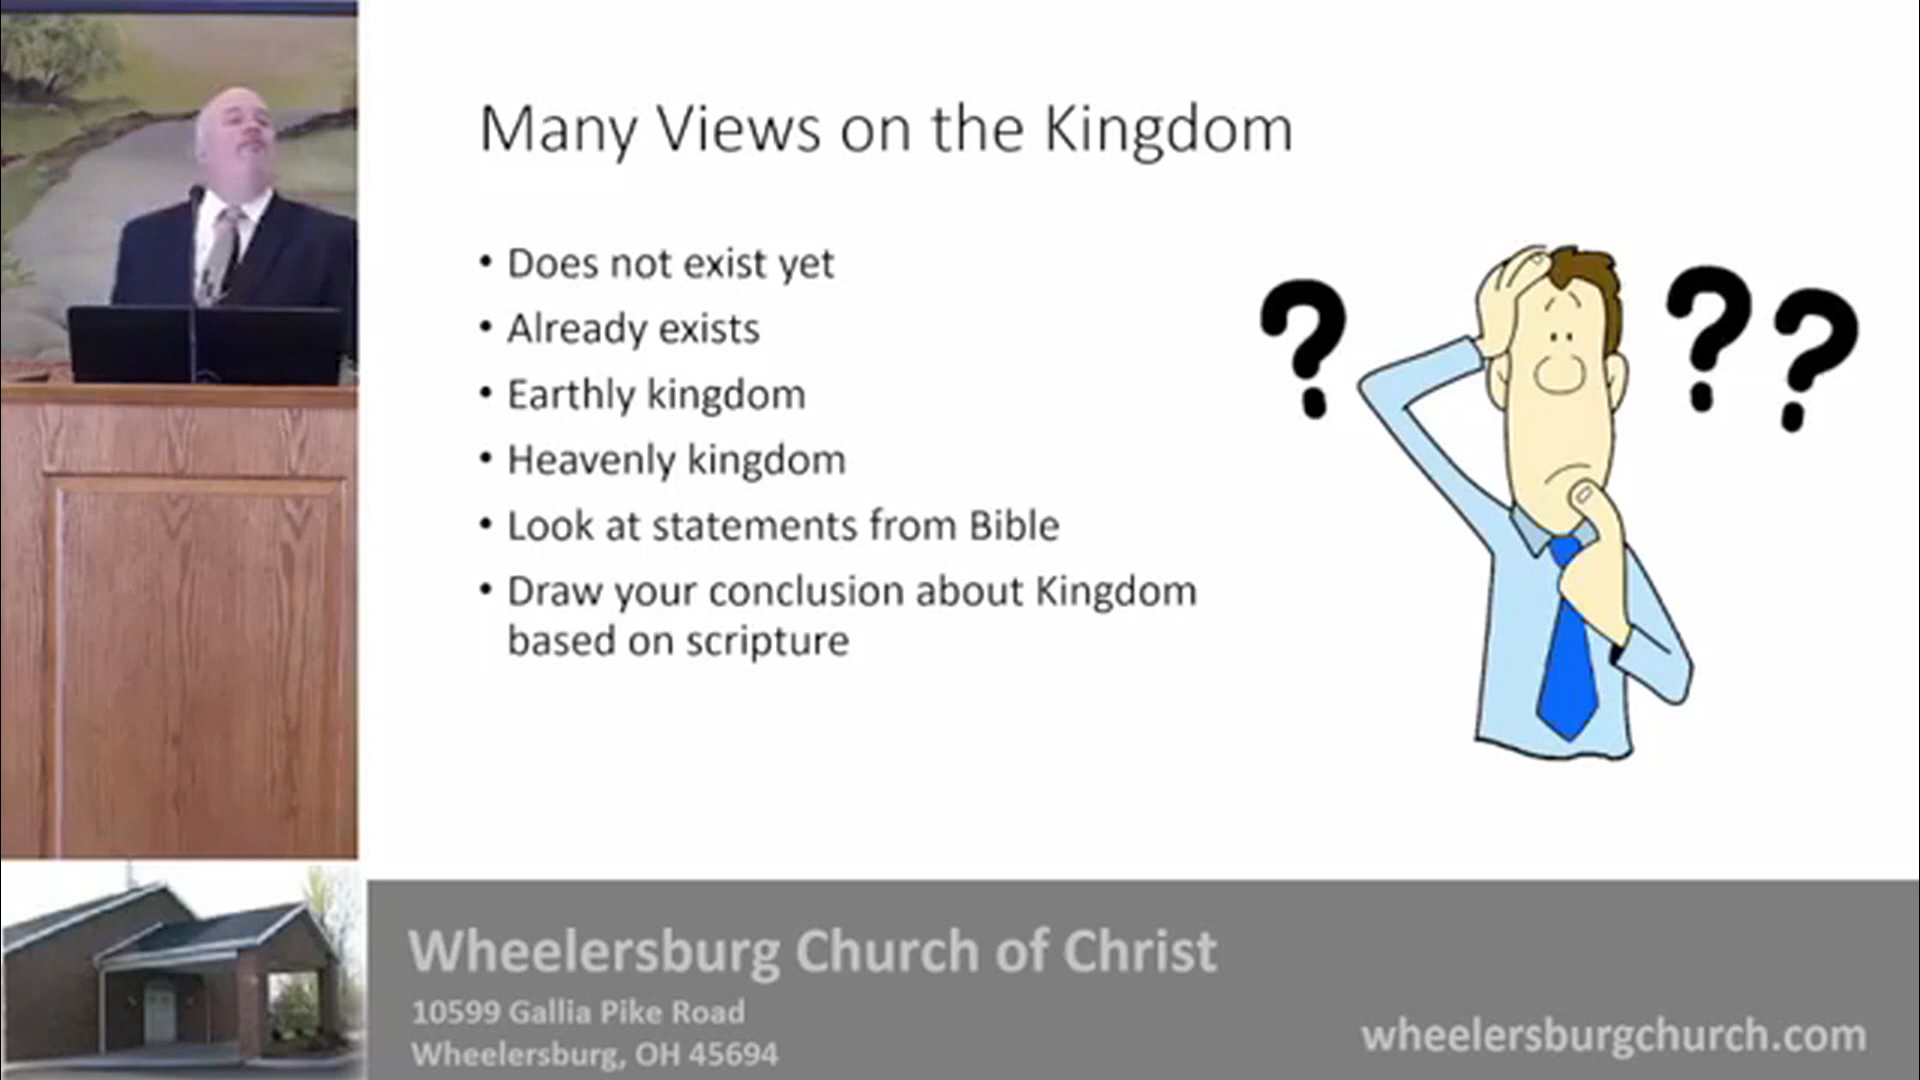 Many Views on the Kingdom
• Does not exist yet
• Already exists
• Earthly kingdom
• Heavenly kingdom
• Look at statements from Bible
• Draw your conclusion about Kingdom
based on scripture
? ? ?
Wheelersburg Church of Christ
10599 Gallia Pike Road
Wheelersburg, OH 45694
wheelersburgchurch.com